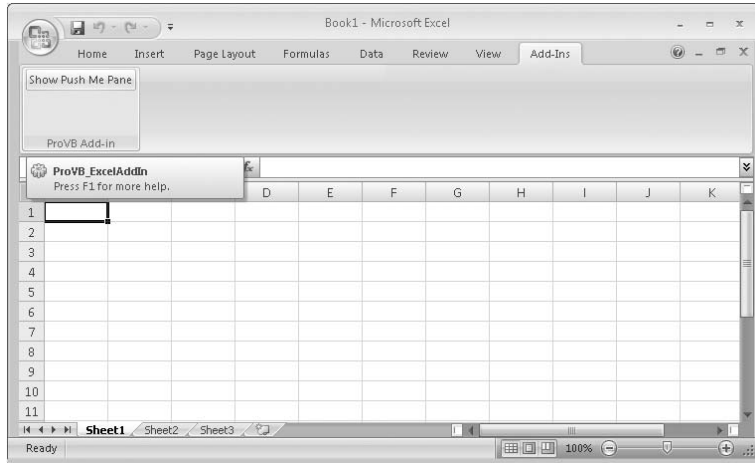 Book1 - Microsoft Excel
Home Insert Page Layout Formulas Data Review View Add-Ins
Show Push Me Pane
ProVB Add-in
fx
ProVB_ExcelAddIn
Press F1 for more help.
D E F G H I J K
1
2
3
4
5
6
7
8
9
10
11
Sheet1 Sheet2 Sheet3
Ready 100%